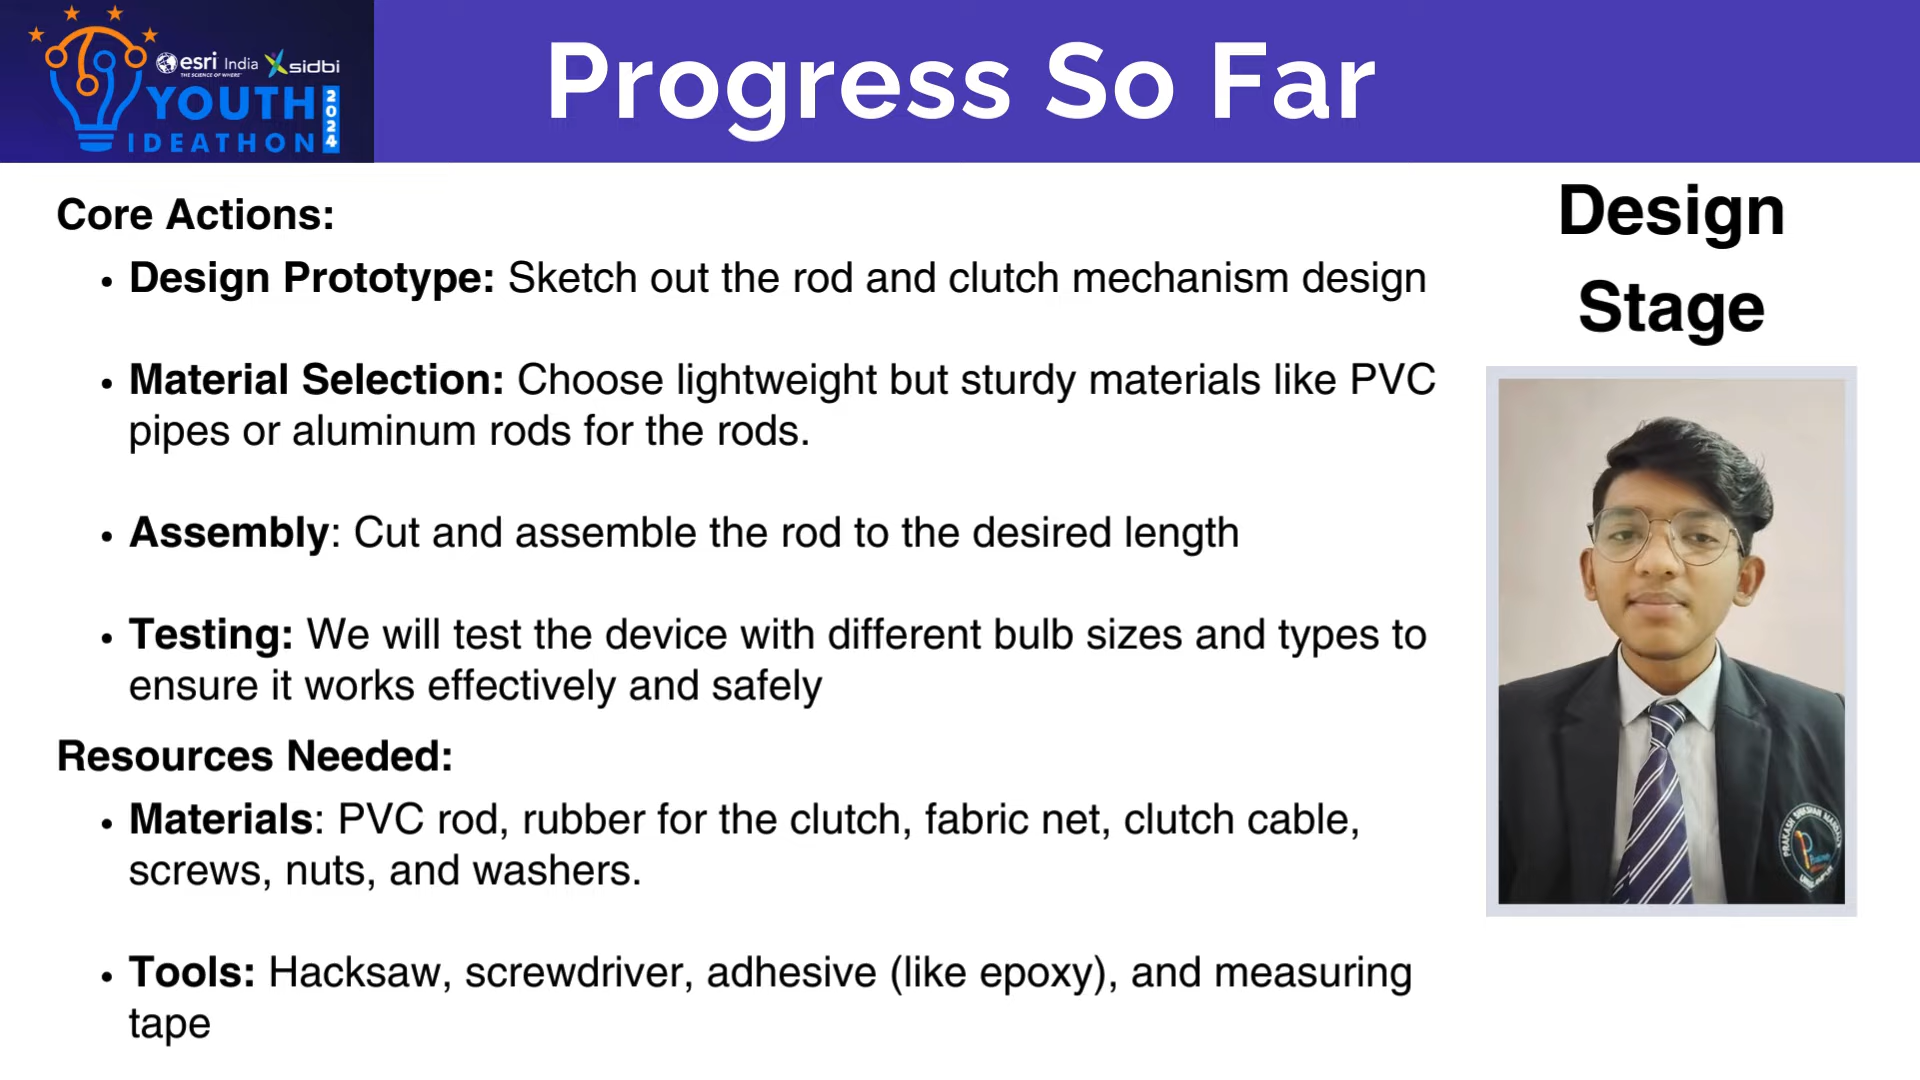 esri India sidbi
THE SCIENCE OF WHERE
YOUTH
IDEATHON
2024
Progress So Far
Core Actions:
• Design Prototype: Sketch out the rod and clutch mechanism design
• Material Selection: Choose lightweight but sturdy materials like PVC
pipes or aluminum rods for the rods.
• Assembly: Cut and assemble the rod to the desired length
• Testing: We will test the device with different bulb sizes and types to
ensure it works effectively and safely
Resources Needed:
• Materials: PVC rod, rubber for the clutch, fabric net, clutch cable,
screws, nuts, and washers.
• Tools: Hacksaw, screwdriver, adhesive (like epoxy), and measuring
tape
Design
Stage